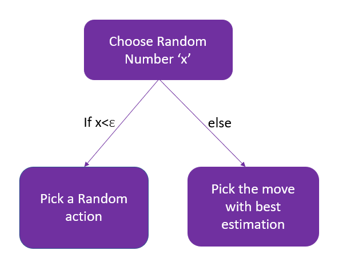 Choose Random
Number ‘x’
If x<ε
else
Pick a Random
action
Pick the move
with best
estimation